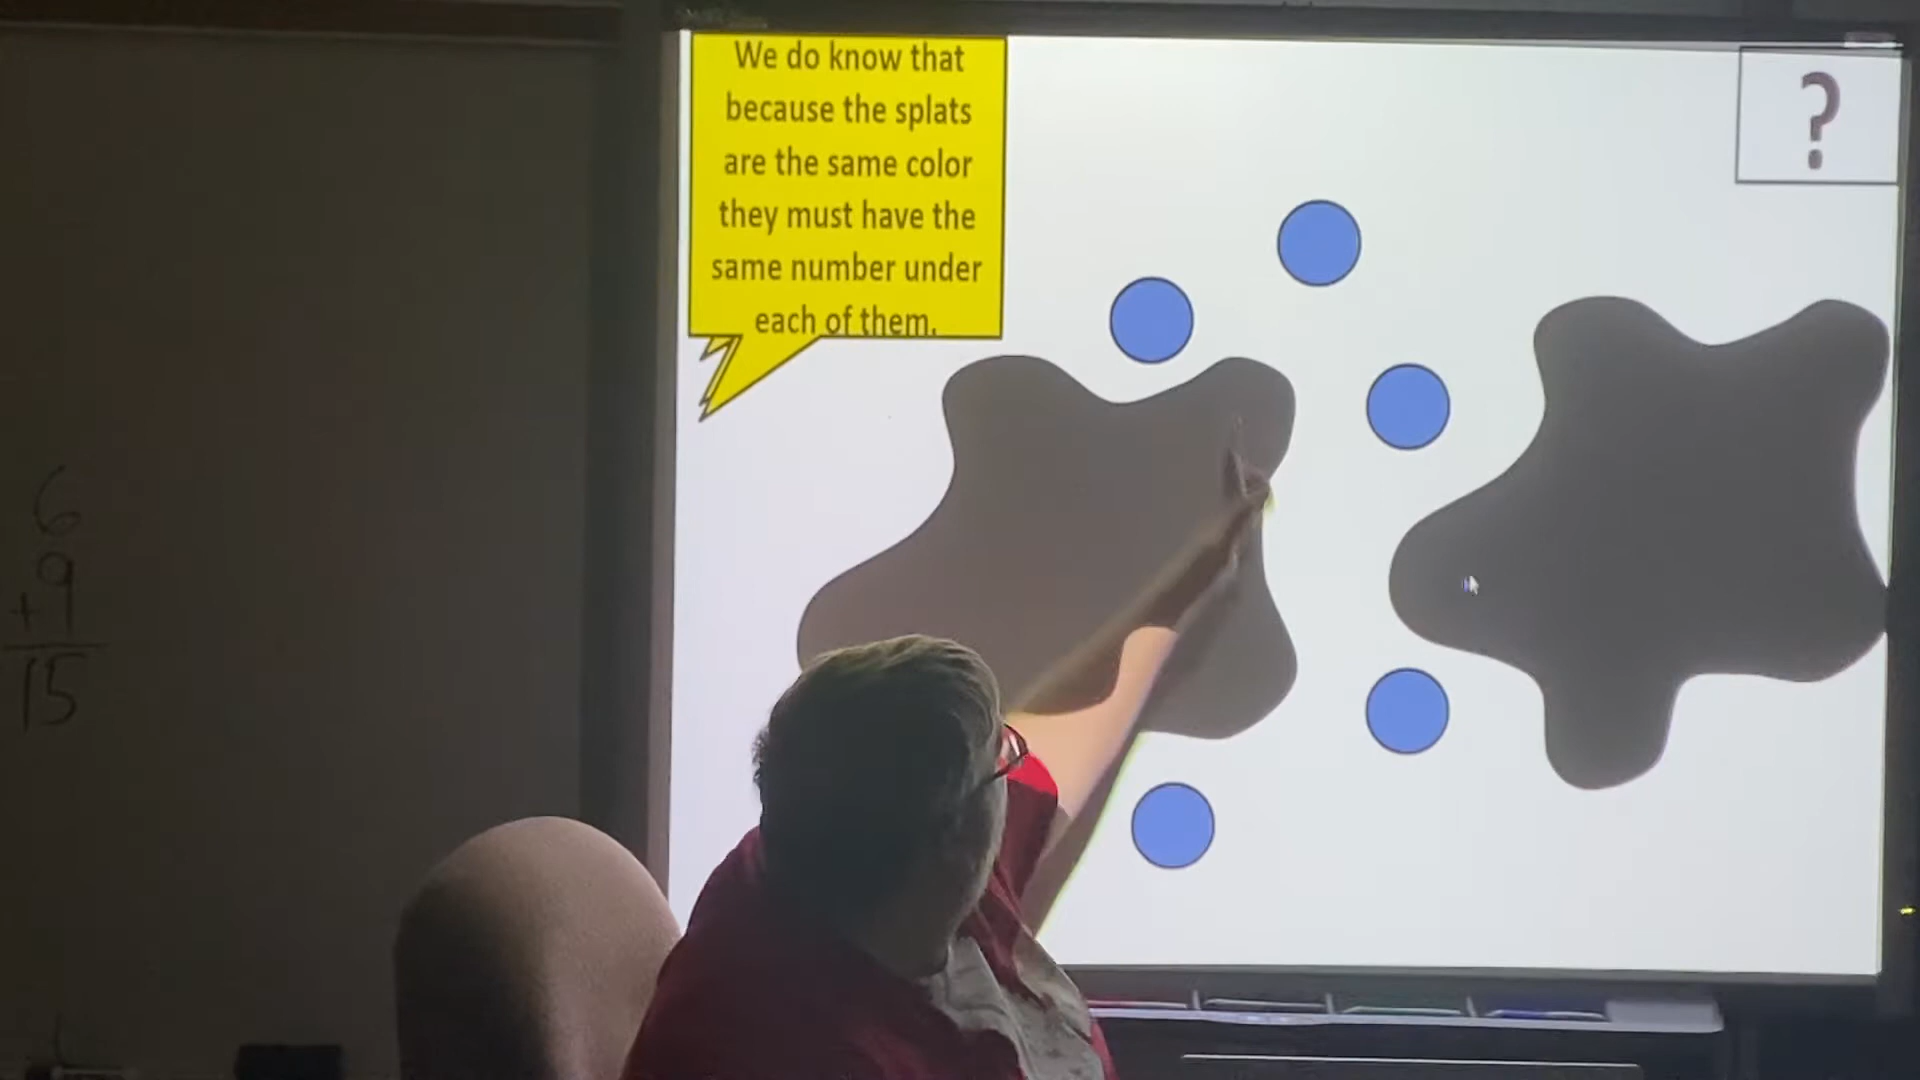 We do know that
because the splats
are the same color
they must have the
same number under
each of them.
?
6
+9
15